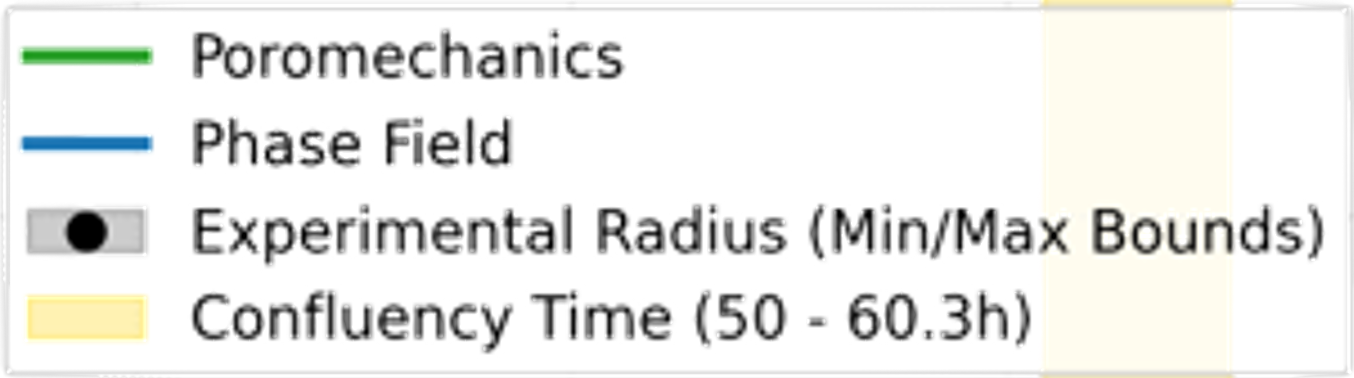 Poromechanics
Phase Field
Experimental Radius (Min/Max Bounds)
Confluency Time (50 - 60.3h)